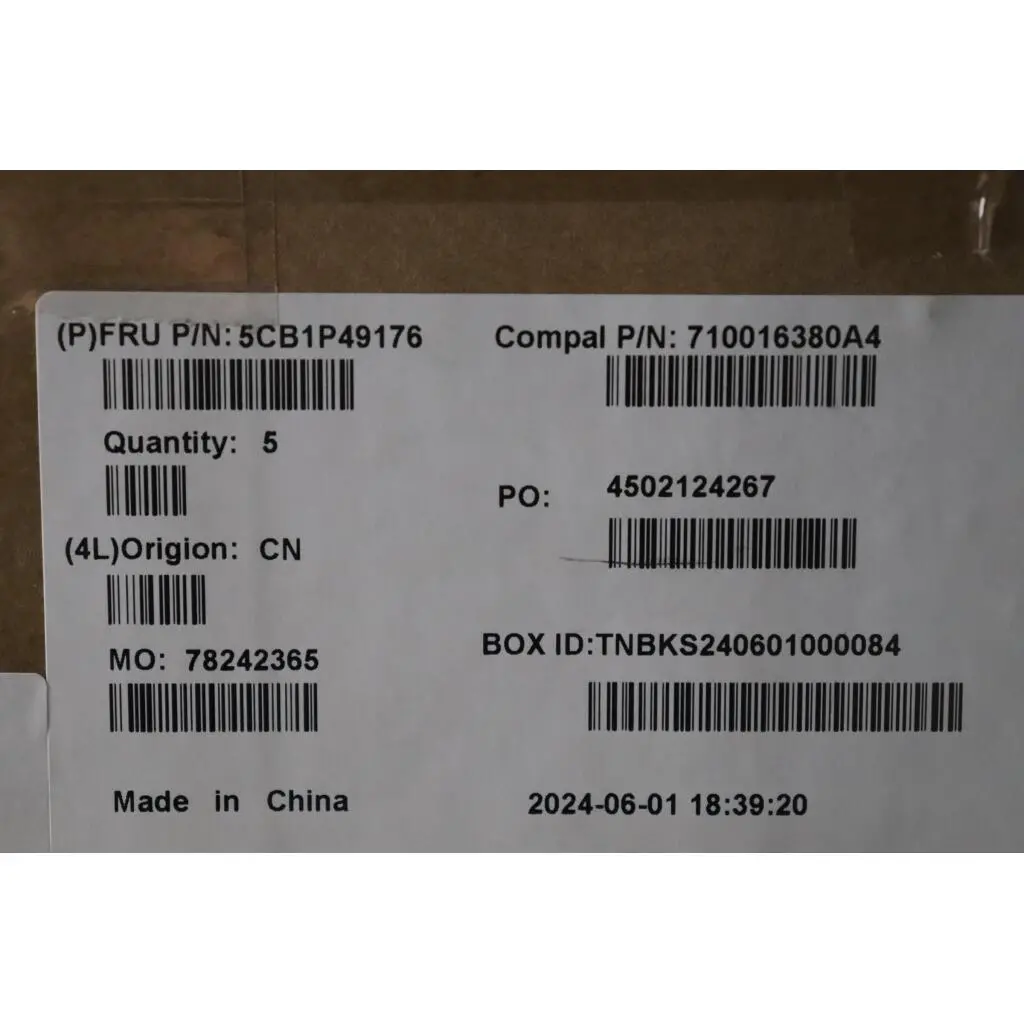 (P)FRU P/N: 5CB1P49176
Compal P/N: 710016380A4
Quantity: 5
PO: 4502124267
(4L)Origion: CN
BOX ID:TNBKS240601000084
MO: 78242365
Made in China
2024-06-01 18:39:20